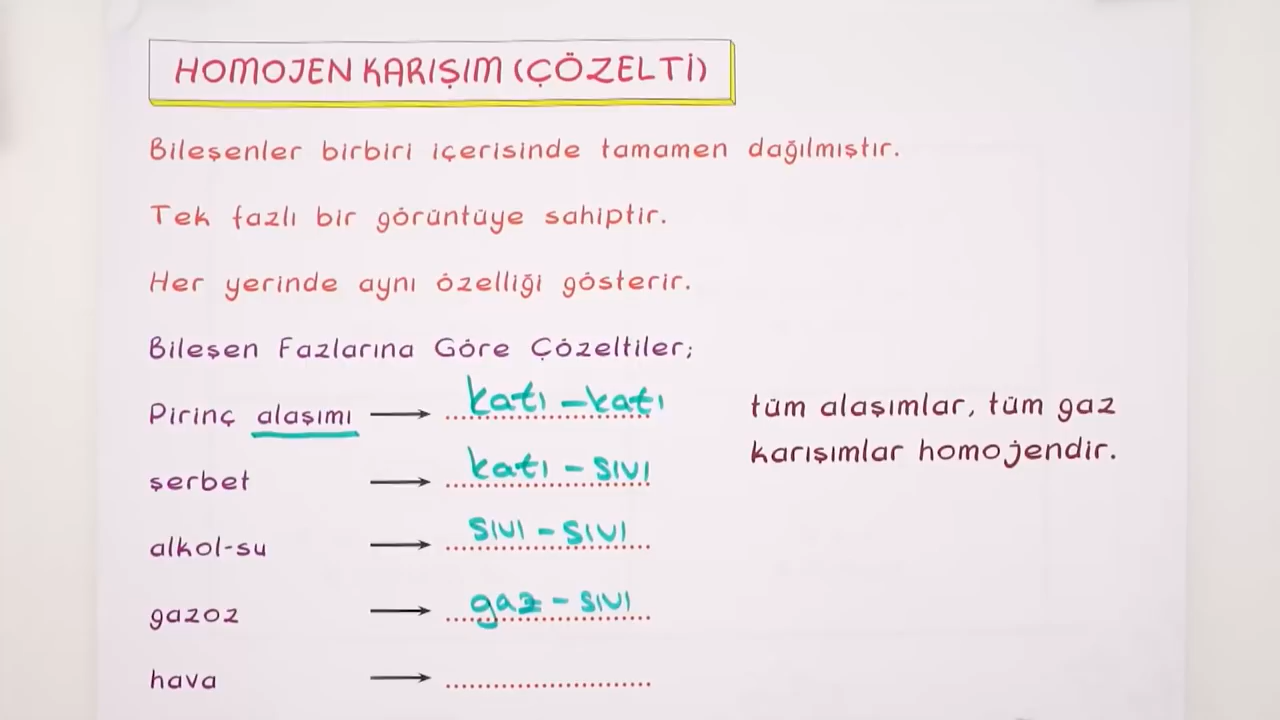 HOMOJEN KARIŞIM (ÇÖZELTİ)
Bileşenler birbiri içerisinde tamamen dağılmıştır.
Tek fazlı bir görüntüye sahiptir.
Her yerinde aynı özelliği gösterir.
Bileşen Fazlarına Göre Çözeltiler;
Pirinç alaşımı → katı - katı
şerbet → katı - sıvı
alkol-su → sıvı - sıvı
gazoz → gaz - sıvı
hava →
tüm alaşımlar, tüm gaz
karışımlar homojendir.